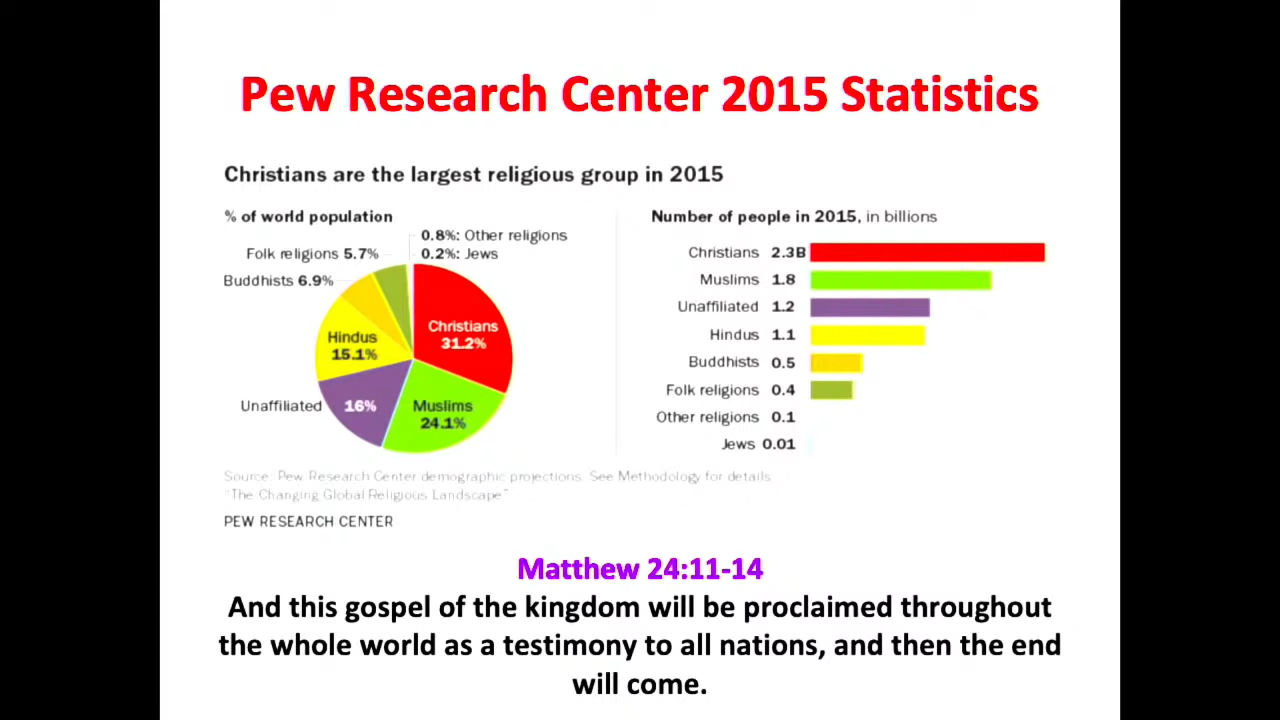 Pew Research Center 2015 Statistics
Christians are the largest religious group in 2015
% of world population
0.8%: Other religions
Folk religions 5.7%
0.2%: Jews
Buddhists 6.9%
Christians
31.2%
Hindus
15.1%
Unaffiliated
16%
Muslims
24.1%
Number of people in 2015, in billions
Christians 2.3B
Muslims 1.8
Unaffiliated 1.2
Hindus 1.1
Buddhists 0.5
Folk religions 0.4
Other religions 0.1
Jews 0.01
Source: Pew Research Center demographic projections. See Methodology for details.
"The Changing Global Religious Landscape"
PEW RESEARCH CENTER
Matthew 24:11-14
And this gospel of the kingdom will be proclaimed throughout
the whole world as a testimony to all nations, and then the end
will come.